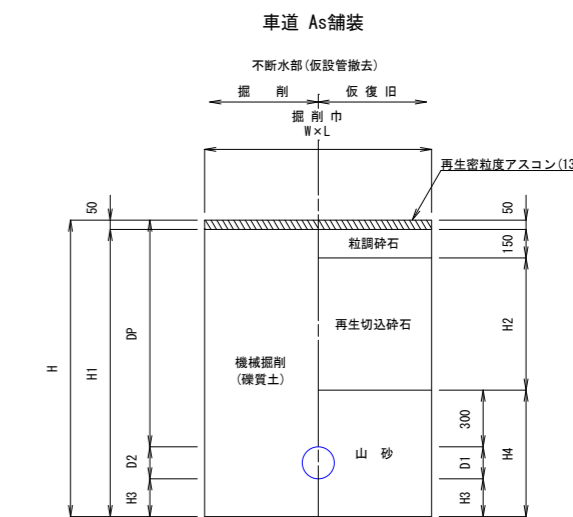 車道 As舗装
不断水部(仮設管撤去)
掘 削
仮 復 旧
掘 削 巾
W×L
再生密粒度アスコン(13
50
50
粒調砕石
150
再生切込砕石
H2
DP
H
H1
機械掘削
(礫質土)
300
山 砂
H4
D2
D1
H3
H3